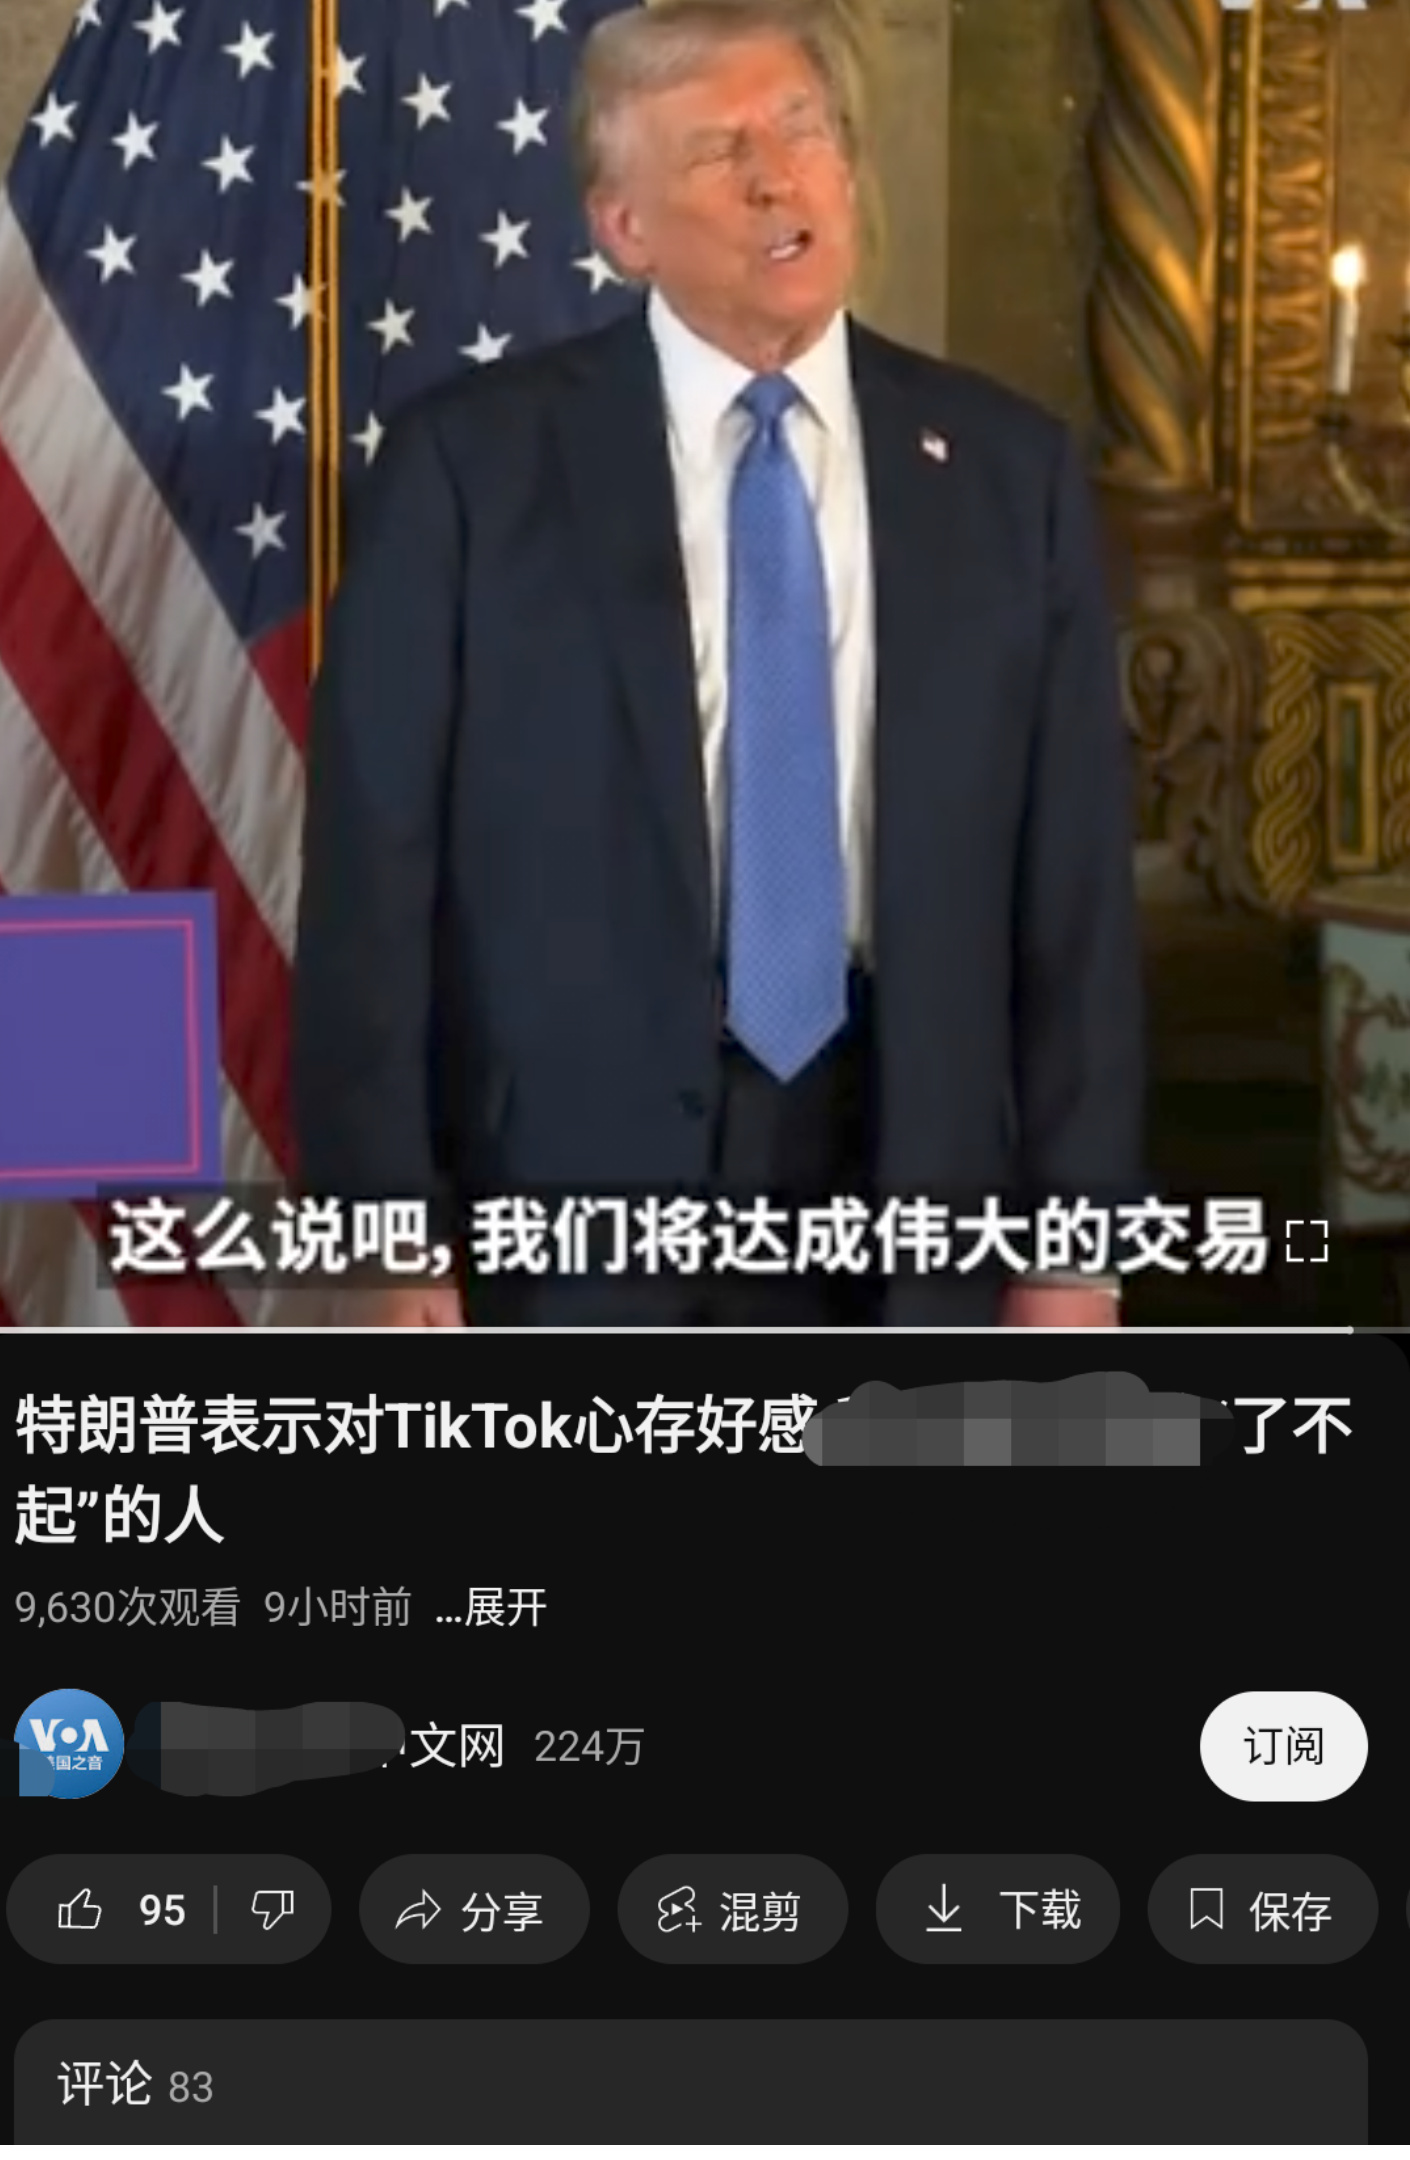 这么说吧,我们将达成伟大的交易
特朗普表示对TikTok心存好感 了不
起”的人
9,630次观看 9小时前 ...展开
VOA
国之音
文网 224万
订阅
95
分享
混剪
下载
保存
评论 83